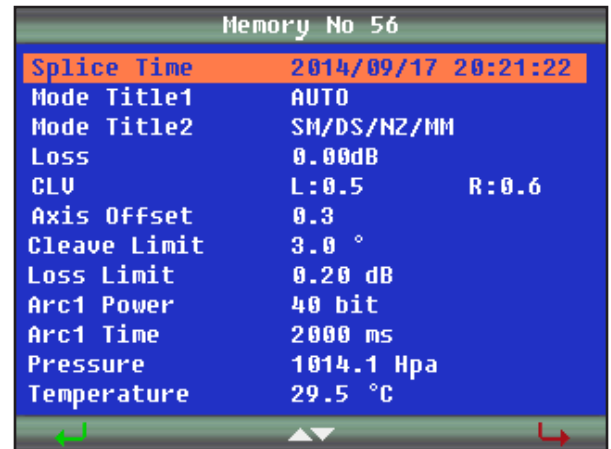 Memory No 56
Splice Time 2014/09/17 20:21:22
Mode Title1 AUTO
Mode Title2 SM/DS/NZ/MM
Loss 0.00dB
CLV L:0.5 R:0.6
Axis Offset 0.3
Cleave Limit 3.0 °
Loss Limit 0.20 dB
Arc1 Power 40 bit
Arc1 Time 2000 ms
Pressure 1014.1 Hpa
Temperature 29.5 °C